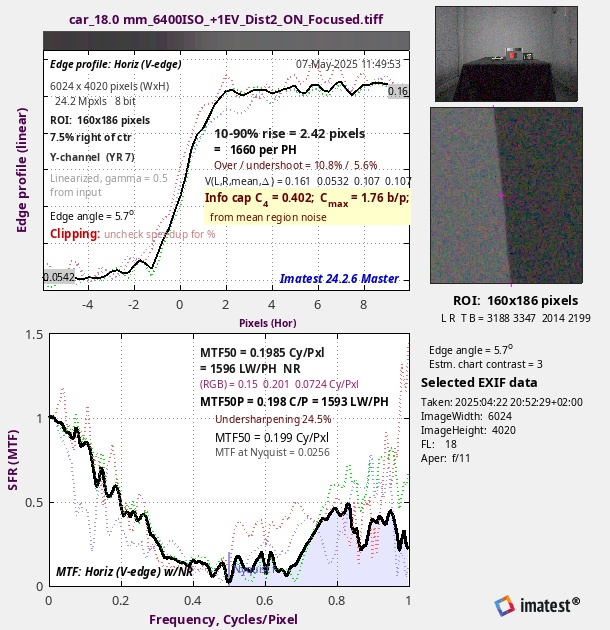 car_18.0 mm_6400ISO_+1EV_Dist2_ON_Focused.tiff
Edge profile: Horiz (V-edge)
07-May-2025 11:49:53
6024 x 4020 pixels (WxH)
24.2 Mpxls   8 bit
ROI:  160x186 pixels
7.5% right of ctr
Y-channel  (YR 7)
Linearized, gamma = 0.5
from input
Edge angle = 5.7°
Clipping: uncheck speedup for %
10-90% rise = 2.42 pixels
=  1660 per PH
Over / undershoot = 10.8% /  5.6%
V(L,R,mean,Δ) = 0.161  0.0532  0.107  0.107
Info cap C4 = 0.402;  Cmax = 1.76 b/p;
from mean region noise
0.16
0.0542
Imatest 24.2.6 Master
Edge profile (linear)
-4 -2 0 2 4 6 8
Pixels (Hor)
ROI:  160x186 pixels
L R  T B = 3188 3347  2014 2199
Edge angle = 5.7°
Estm. chart contrast = 3
Selected EXIF data
Taken: 2025:04:22 20:52:29+02:00
ImageWidth:  6024
ImageHeight:  4020
FL:   18
Aper:  f/11
MTF50 = 0.1985 Cy/Pxl
= 1596 LW/PH  NR
(RGB) = 0.15  0.201  0.0724 Cy/Pxl
MTF50P = 0.198 C/P = 1593 LW/PH
Undersharpening 24.5%
MTF50 = 0.199 Cy/Pxl
MTF at Nyquist = 0.0256
SFR (MTF)
1.5
1
0.5
0
MTF: Horiz (V-edge) w/NR
Nyquist
0 0.2 0.4 0.6 0.8 1
Frequency, Cycles/Pixel
imatest®